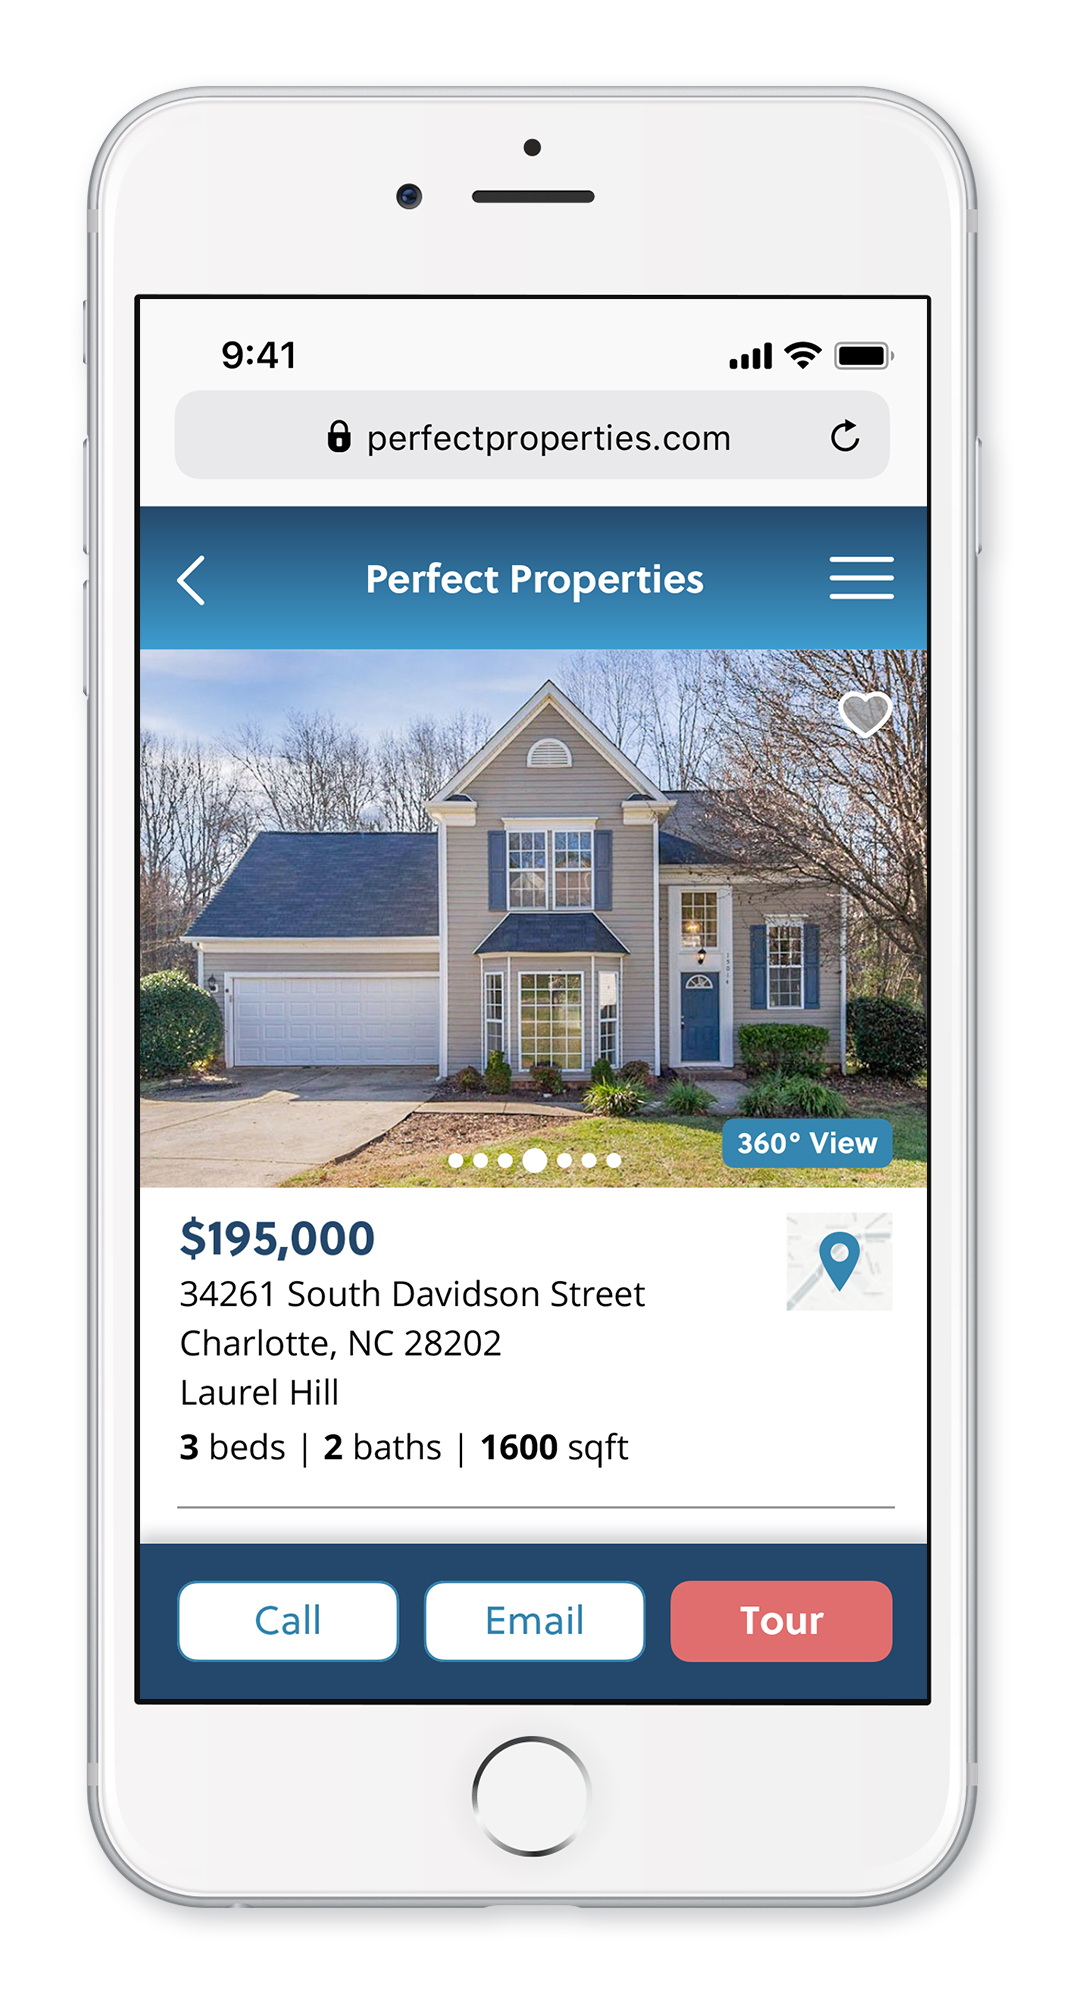 9:41
perfectproperties.com
Perfect Properties
360° View
$195,000
34261 South Davidson Street
Charlotte, NC 28202
Laurel Hill
3 beds | 2 baths | 1600 sqft
Call
Email
Tour